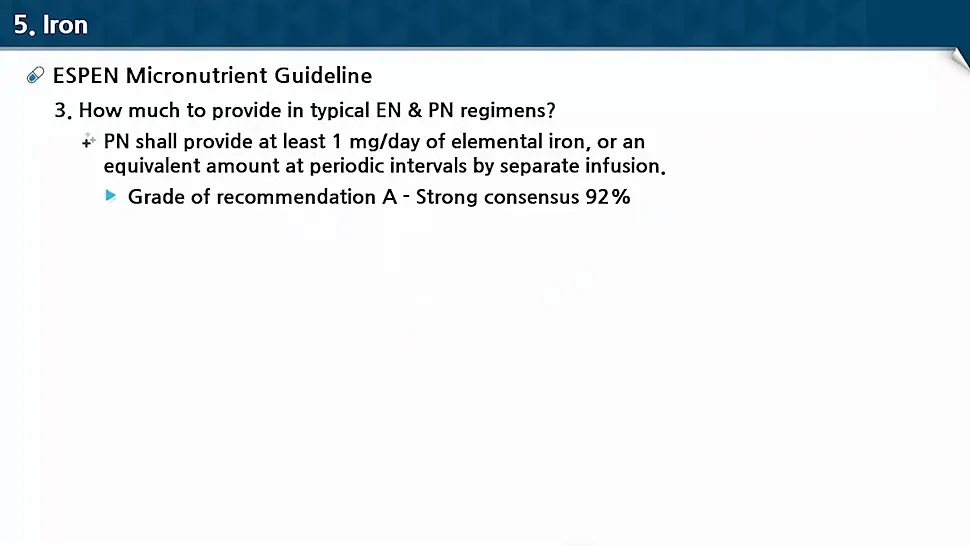 5. Iron
ESPEN Micronutrient Guideline
3. How much to provide in typical EN & PN regimens?
PN shall provide at least 1 mg/day of elemental iron, or an
equivalent amount at periodic intervals by separate infusion.
Grade of recommendation A - Strong consensus 92%